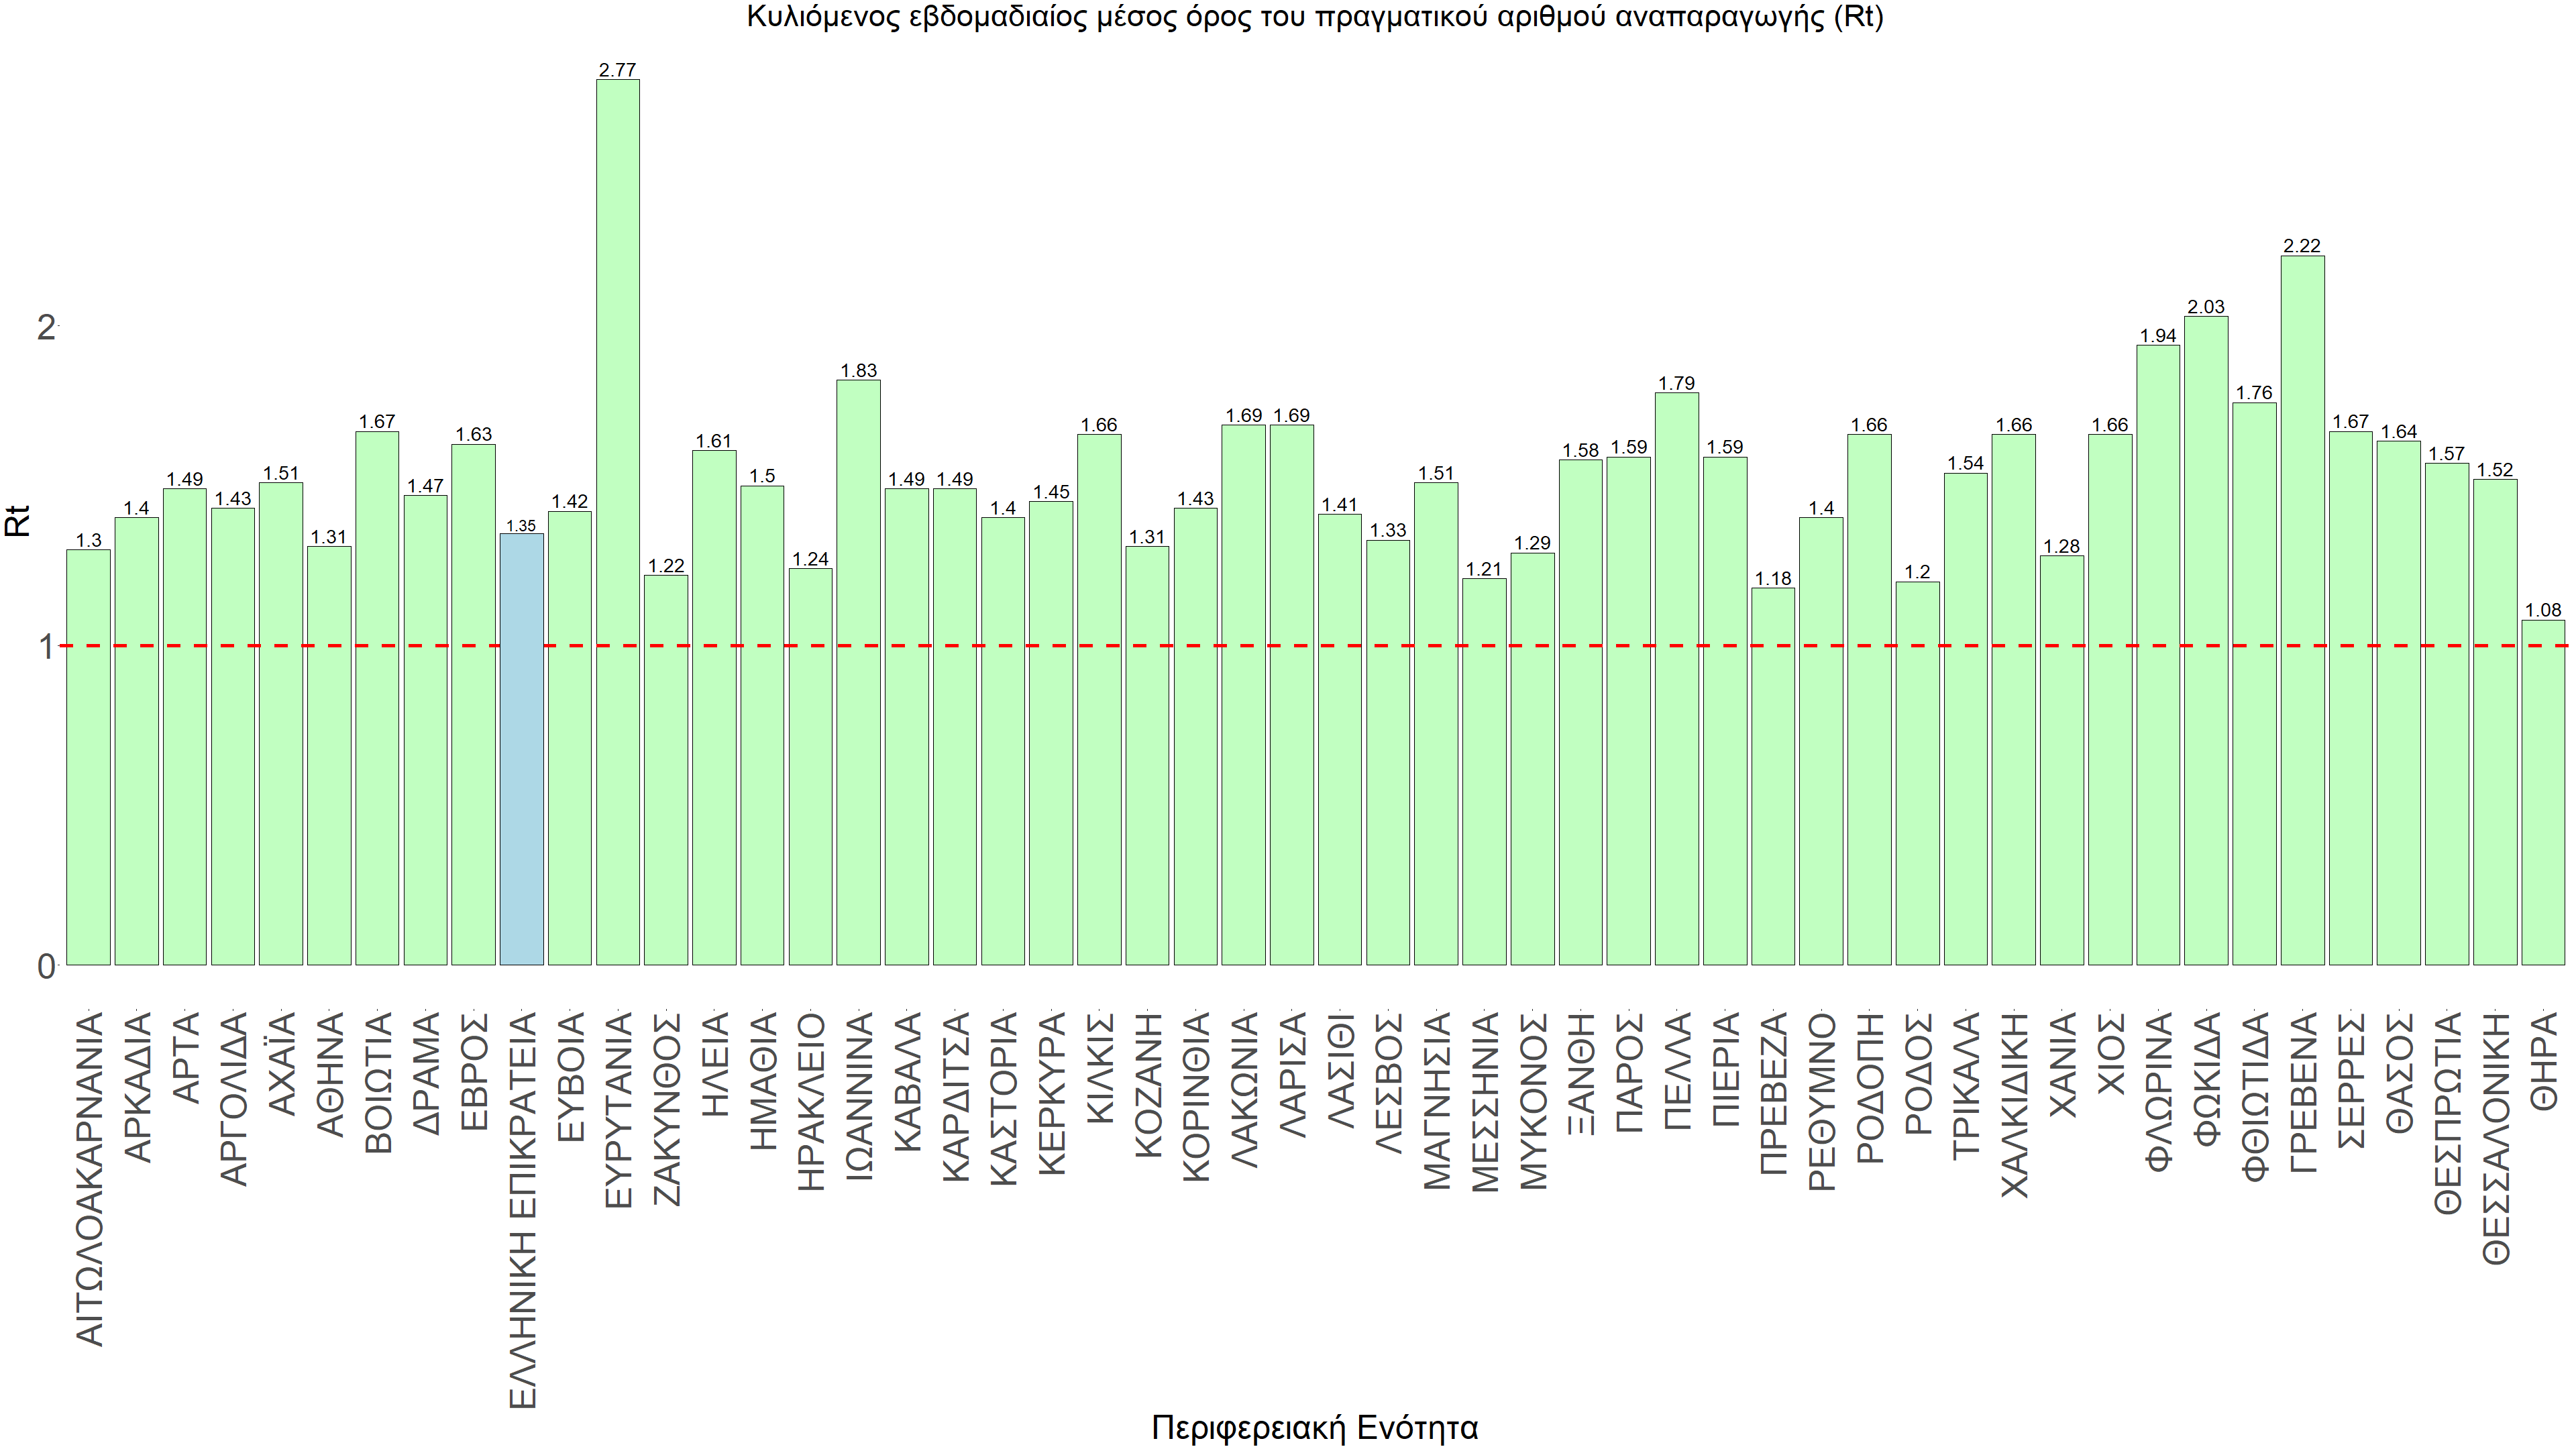 Κυλιόμενος εβδομαδιαίος μέσος όρος του πραγματικού αριθμού αναπαραγωγής (Rt)
Rt
2
1
0
1.3
1.4
1.49
1.43
1.51
1.31
1.67
1.47
1.63
1.35
1.42
2.77
1.22
1.61
1.5
1.24
1.83
1.49
1.49
1.4
1.45
1.66
1.31
1.43
1.69
1.69
1.41
1.33
1.51
1.21
1.29
1.58
1.59
1.79
1.59
1.18
1.4
1.66
1.2
1.54
1.66
1.28
1.66
1.94
2.03
1.76
2.22
1.67
1.64
1.57
1.52
1.08
ΑΙΤΩΛΟΑΚΑΡΝΑΝΙΑ
ΑΡΚΑΔΙΑ
ΑΡΤΑ
ΑΡΓΟΛΙΔΑ
ΑΧΑΪΑ
ΑΘΗΝΑ
ΒΟΙΩΤΙΑ
ΔΡΑΜΑ
ΕΒΡΟΣ
ΕΛΛΗΝΙΚΗ ΕΠΙΚΡΑΤΕΙΑ
ΕΥΒΟΙΑ
ΕΥΡΥΤΑΝΙΑ
ΖΑΚΥΝΘΟΣ
ΗΛΕΙΑ
ΗΜΑΘΙΑ
ΗΡΑΚΛΕΙΟ
ΙΩΑΝΝΙΝΑ
ΚΑΒΑΛΑ
ΚΑΡΔΙΤΣΑ
ΚΑΣΤΟΡΙΑ
ΚΕΡΚΥΡΑ
ΚΙΛΚΙΣ
ΚΟΖΑΝΗ
ΚΟΡΙΝΘΙΑ
ΛΑΚΩΝΙΑ
ΛΑΡΙΣΑ
ΛΑΣΙΘΙ
ΛΕΣΒΟΣ
ΜΑΓΝΗΣΙΑ
ΜΕΣΣΗΝΙΑ
ΜΥΚΟΝΟΣ
ΞΑΝΘΗ
ΠΑΡΟΣ
ΠΕΛΛΑ
ΠΙΕΡΙΑ
ΠΡΕΒΕΖΑ
ΡΕΘΥΜΝΟ
ΡΟΔΟΠΗ
ΡΟΔΟΣ
ΤΡΙΚΑΛΑ
ΧΑΛΚΙΔΙΚΗ
ΧΑΝΙΑ
ΧΙΟΣ
ΦΛΩΡΙΝΑ
ΦΩΚΙΔΑ
ΦΘΙΩΤΙΔΑ
ΓΡΕΒΕΝΑ
ΣΕΡΡΕΣ
ΘΑΣΟΣ
ΘΕΣΠΡΩΤΙΑ
ΘΕΣΣΑΛΟΝΙΚΗ
ΘΗΡΑ
Περιφερειακή Ενότητα